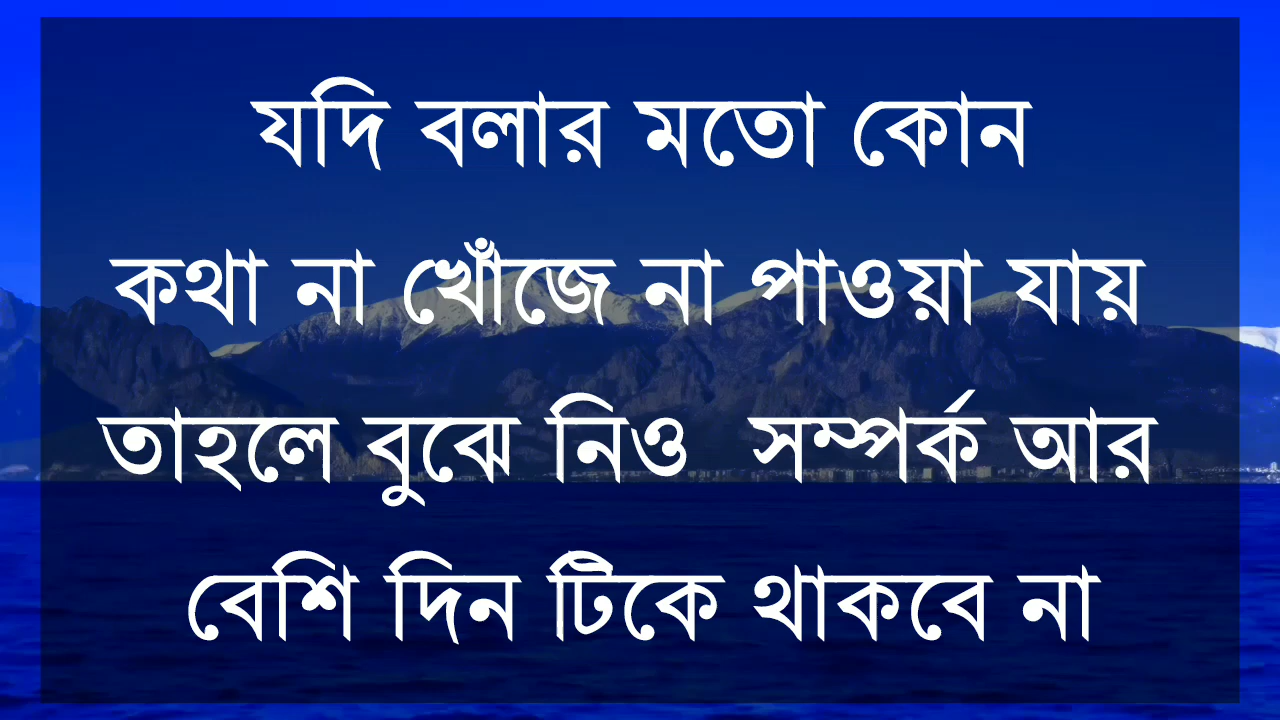 যদি বলার মতো কোন
কথা না খোঁজে না পাওয়া যায়
তাহলে বুঝে নিও সম্পর্ক আর
বেশি দিন টিকে থাকবে না